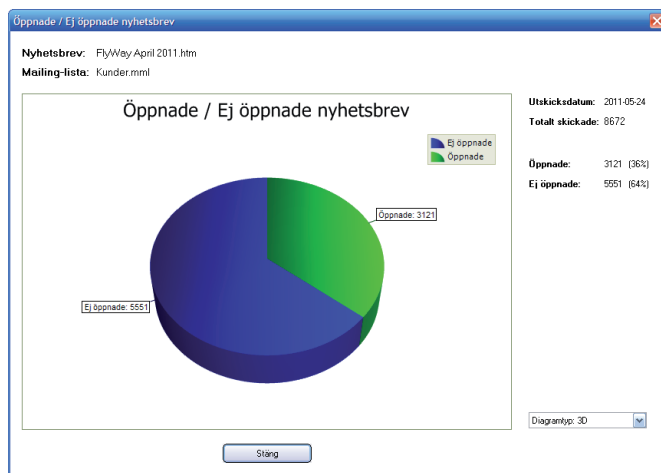 Öppnade / Ej öppnade nyhetsbrev
Nyhetsbrev: FlyWay April 2011.htm
Mailing-lista: Kunder.mml
Öppnade / Ej öppnade nyhetsbrev
Ej öppnade
Öppnade
Öppnade: 3121
Ej öppnade: 5551
Utskicksdatum: 2011-05-24
Totalt skickade: 8672
Öppnade: 3121 (36%)
Ej öppnade: 5551 (64%)
Diagramtyp: 3D
Stäng